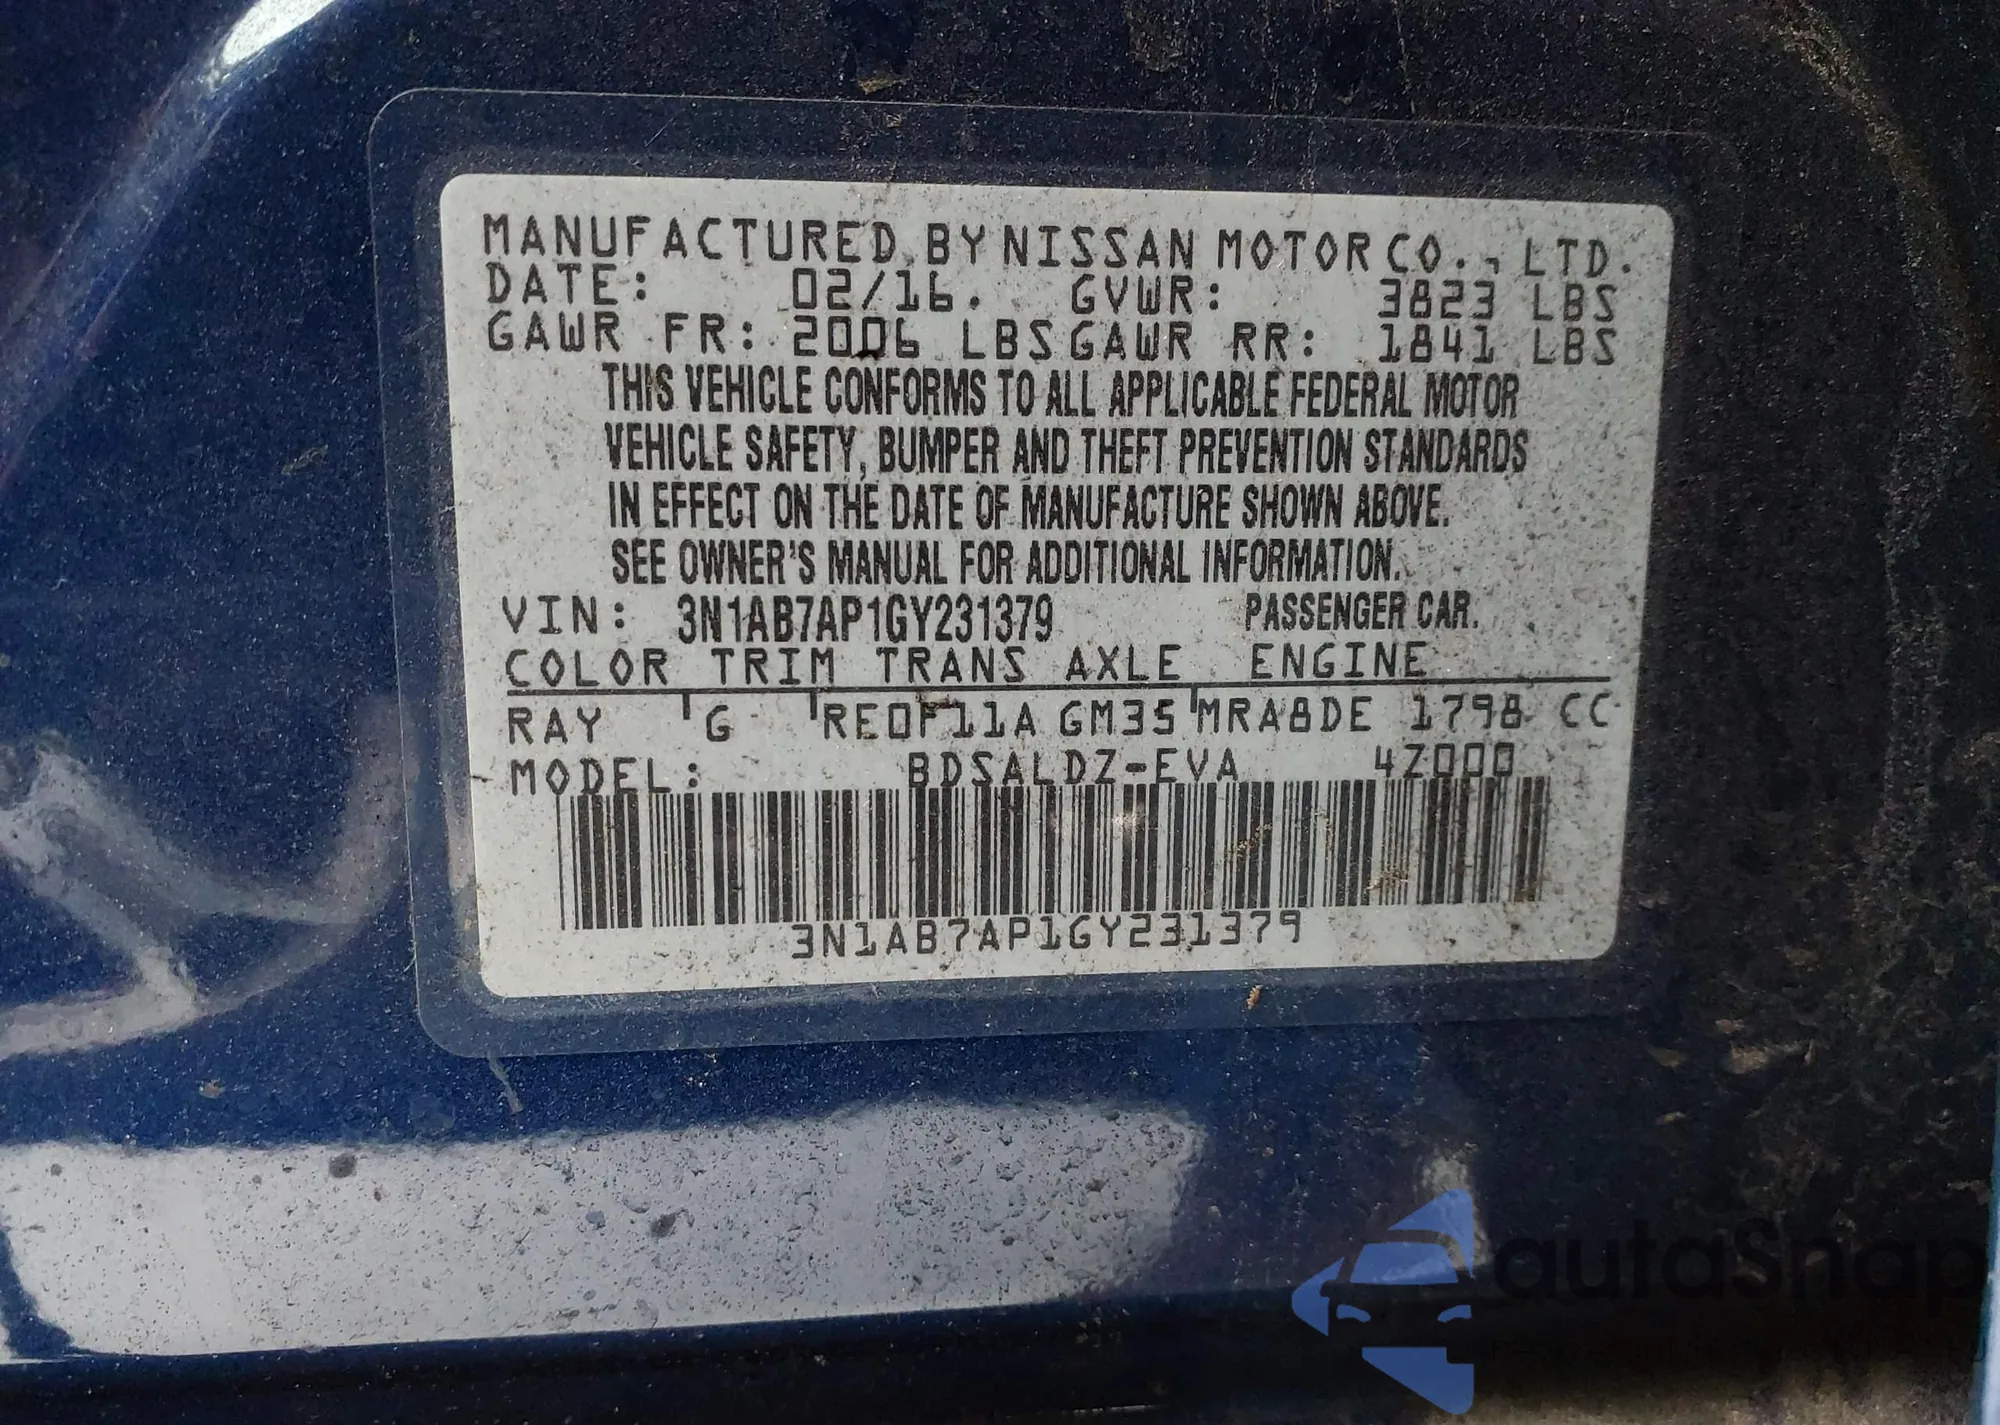 MANUFACTURED BY NISSAN MOTOR CO., LTD.
DATE: 02/16. GVWR: 3823 LBS
GAWR FR: 2006 LBS GAWR RR: 1841 LBS
THIS VEHICLE CONFORMS TO ALL APPLICABLE FEDERAL MOTOR
VEHICLE SAFETY, BUMPER AND THEFT PREVENTION STANDARDS
IN EFFECT ON THE DATE OF MANUFACTURE SHOWN ABOVE.
SEE OWNER'S MANUAL FOR ADDITIONAL INFORMATION.
VIN: 3N1AB7AP1GY231379 PASSENGER CAR.
COLOR TRIM TRANS AXLE ENGINE
RAY G RE0F11A GM35 MRA8DE 1798 CC
MODEL: BDSALDZ-EVA 4Z000
3N1AB7AP1GY231379
autaSnap